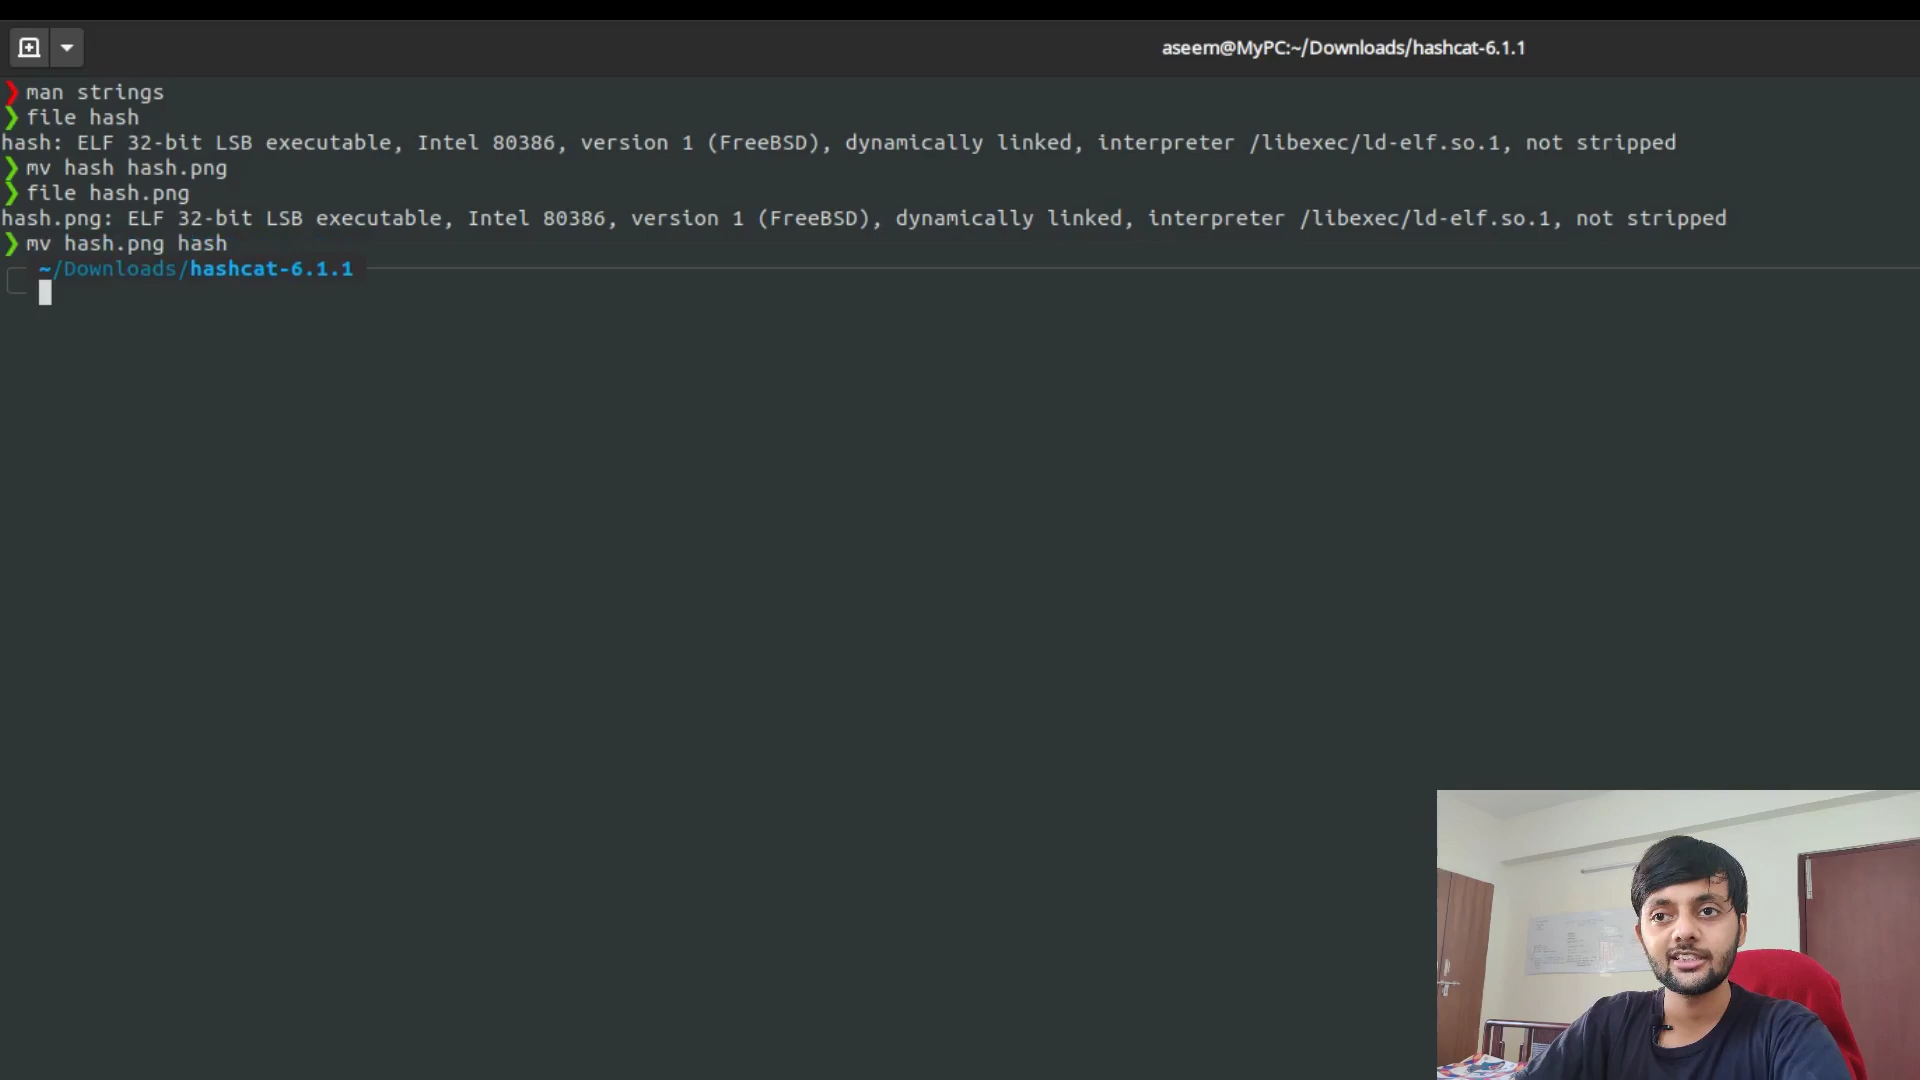 aseem@MyPC:~/Downloads/hashcat-6.1.1
❯ man strings
❯ file hash
hash: ELF 32-bit LSB executable, Intel 80386, version 1 (FreeBSD), dynamically linked, interpreter /libexec/ld-elf.so.1, not stripped
❯ mv hash hash.png
❯ file hash.png
hash.png: ELF 32-bit LSB executable, Intel 80386, version 1 (FreeBSD), dynamically linked, interpreter /libexec/ld-elf.so.1, not stripped
❯ mv hash.png hash
~/Downloads/hashcat-6.1.1